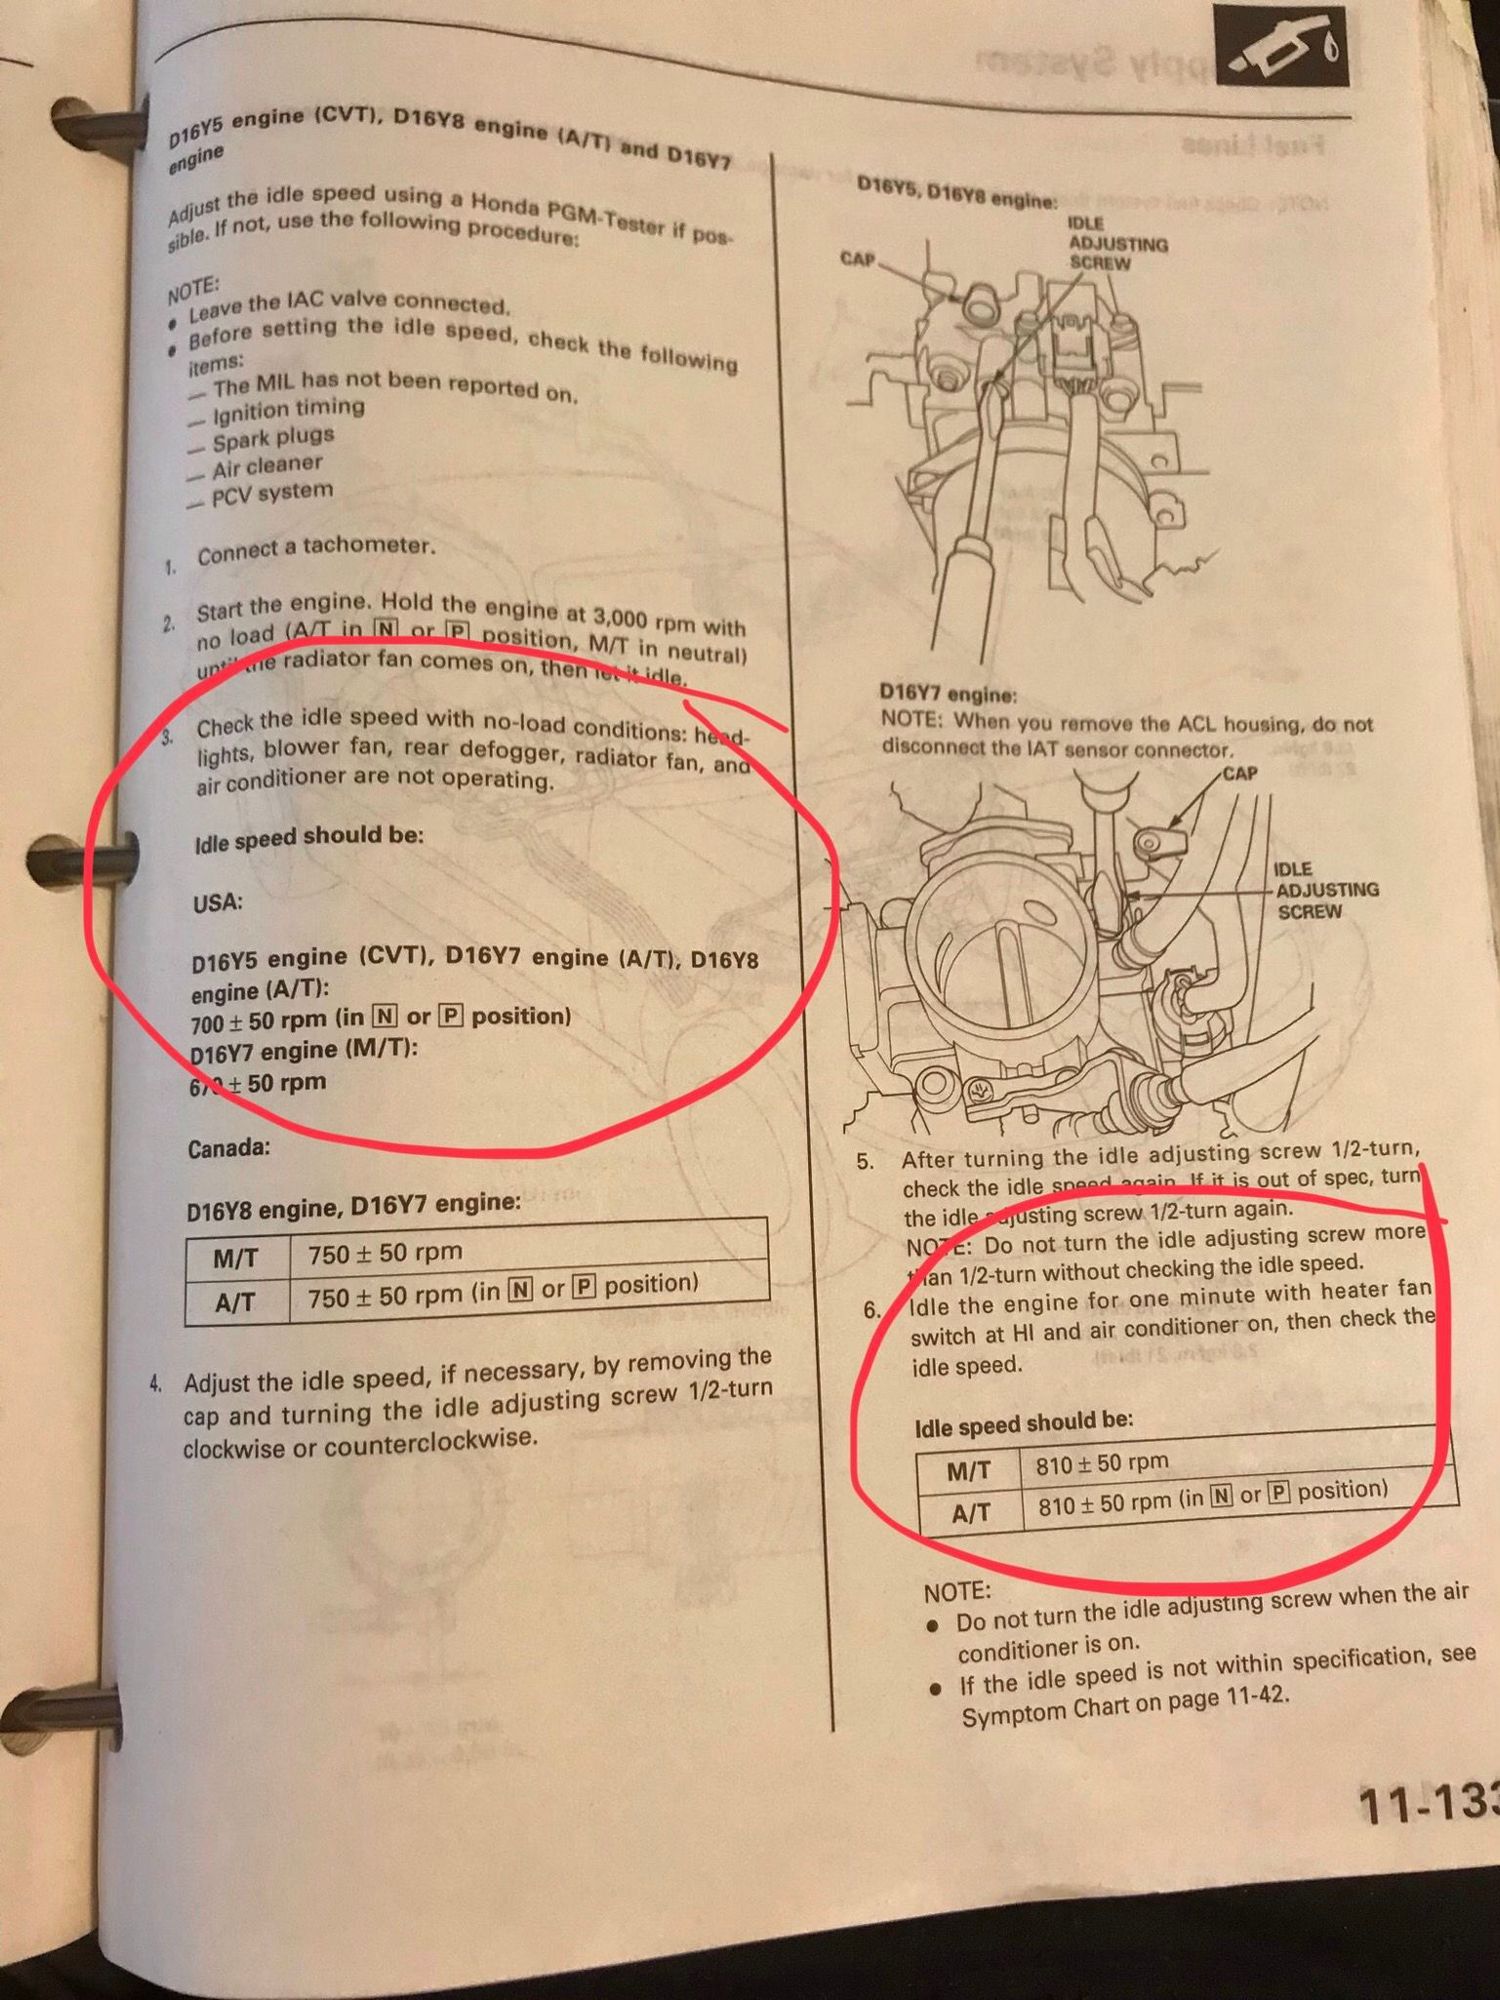 D16Y5 engine (CVT), D16Y8 engine (A/T) and D16Y7
engine
Adjust the idle speed using a Honda PGM-Tester if pos-
sible. If not, use the following procedure:
NOTE:
• Leave the IAC valve connected.
• Before setting the idle speed, check the following
items:
— The MIL has not been reported on.
— Ignition timing
— Spark plugs
— Air cleaner
— PCV system
1. Connect a tachometer.
2. Start the engine. Hold the engine at 3,000 rpm with
no load (A/T in N or P position, M/T in neutral)
until the radiator fan comes on, then let it idle.
3. Check the idle speed with no-load conditions: head-
lights, blower fan, rear defogger, radiator fan, and
air conditioner are not operating.
Idle speed should be:
USA:
D16Y5 engine (CVT), D16Y7 engine (A/T), D16Y8
engine (A/T):
700 ± 50 rpm (in N or P position)
D16Y7 engine (M/T):
670 ± 50 rpm
Canada:
D16Y8 engine, D16Y7 engine:
M/T 750 ± 50 rpm
A/T 750 ± 50 rpm (in N or P position)
4. Adjust the idle speed, if necessary, by removing the
cap and turning the idle adjusting screw 1/2-turn
clockwise or counterclockwise.
D16Y5, D16Y8 engine:
IDLE
ADJUSTING
SCREW
CAP
D16Y7 engine:
NOTE: When you remove the ACL housing, do not
disconnect the IAT sensor connector.
CAP
IDLE
ADJUSTING
SCREW
5. After turning the idle adjusting screw 1/2-turn,
check the idle speed again. If it is out of spec, turn
the idle adjusting screw 1/2-turn again.
NOTE: Do not turn the idle adjusting screw more
than 1/2-turn without checking the idle speed.
6. Idle the engine for one minute with heater fan
switch at HI and air conditioner on, then check the
idle speed.
Idle speed should be:
M/T 810 ± 50 rpm
A/T 810 ± 50 rpm (in N or P position)
NOTE:
• Do not turn the idle adjusting screw when the air
conditioner is on.
• If the idle speed is not within specification, see
Symptom Chart on page 11-42.
11-133